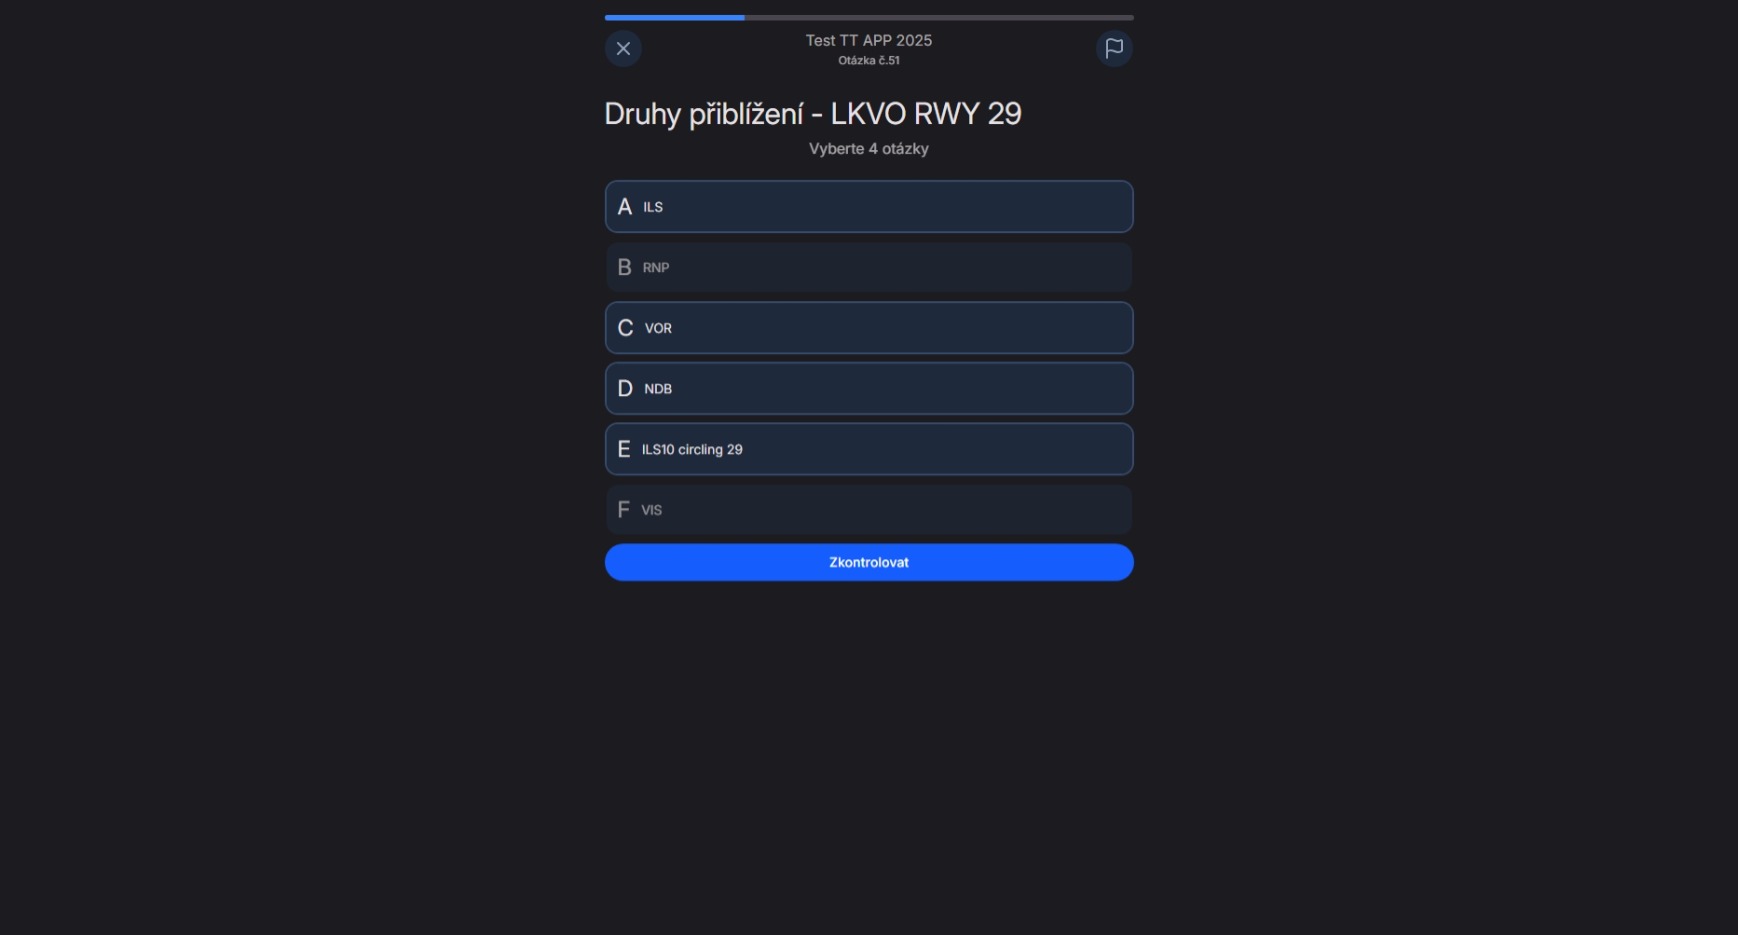 Test TT APP 2025
Otázka č.51
Druhy přiblížení - LKVO RWY 29
Vyberte 4 otázky
A ILS
B RNP
C VOR
D NDB
E ILS10 circling 29
F VIS
Zkontrolovat